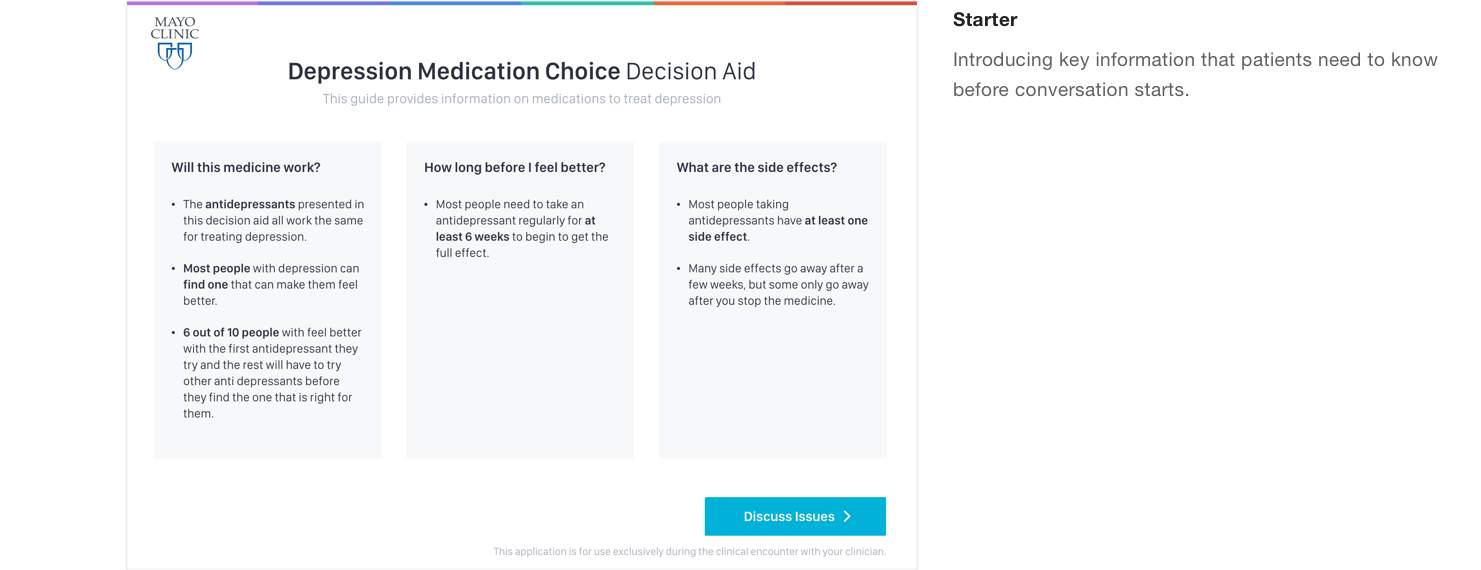 MAYO
CLINIC
Depression Medication Choice Decision Aid
This guide provides information on medications to treat depression
Will this medicine work?
• The antidepressants presented in
this decision aid all work the same
for treating depression.
• Most people with depression can
find one that can make them feel
better.
• 6 out of 10 people with feel better
with the first antidepressant they
try and the rest will have to try
other anti depressants before
they find the one that is right for
them.
How long before I feel better?
• Most people need to take an
antidepressant regularly for at
least 6 weeks to begin to get the
full effect.
What are the side effects?
• Most people taking
antidepressants have at least one
side effect.
• Many side effects go away after a
few weeks, but some only go away
after you stop the medicine.
Discuss Issues
This application is for use exclusively during the clinical encounter with your clinician.
Starter
Introducing key information that patients need to know
before conversation starts.